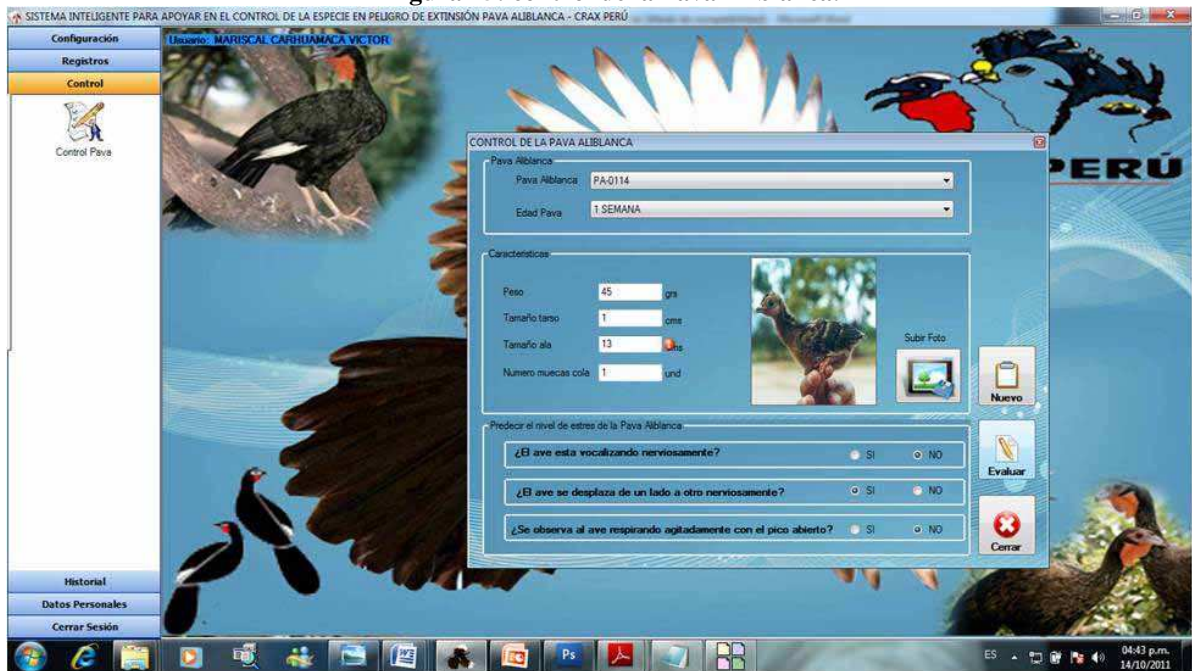 SISTEMA INTELIGENTE PARA APOYAR EN EL CONTROL DE LA ESPECIE EN PELIGRO DE EXTINSIÓN PAVA ALIBLANCA - CRAX PERÚ
Configuración
Registros
Control
Control Pava
Historial
Datos Personales
Cerrar Sesión
Usuario: MARISCAL CARHUAMACA VICTOR
PERÚ
CONTROL DE LA PAVA ALIBLANCA
Pava Aliblanca
Pava Aliblanca PA-0114
Edad Pava 1 SEMANA
Caracteristicas
Peso 45 grs
Tamaño tarso 1 cms
Tamaño ala 13
Numero muecas cola 1 und
Subir Foto
Nuevo
Predecir el nivel de estres de la Pava Aliblanca
¿El ave esta vocalizando nerviosamente? SI NO
¿El ave se desplaza de un lado a otro nerviosamente? SI NO
¿Se observa al ave respirando agitadamente con el pico abierto? SI NO
Evaluar
Cerrar
Ps
ES
04:43 p.m.
14/10/2011